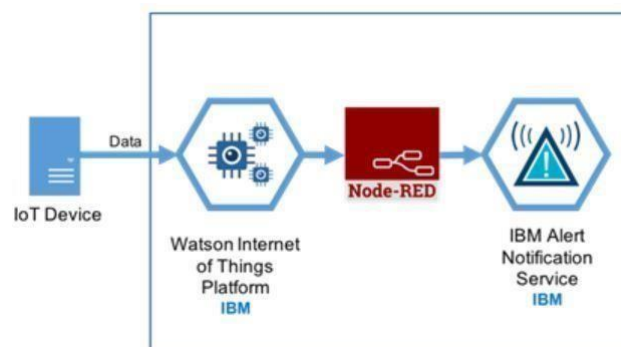 Data
IoT Device
Watson Internet
of Things
Platform
IBM
Node-RED
IBM Alert
Notification
Service
IBM